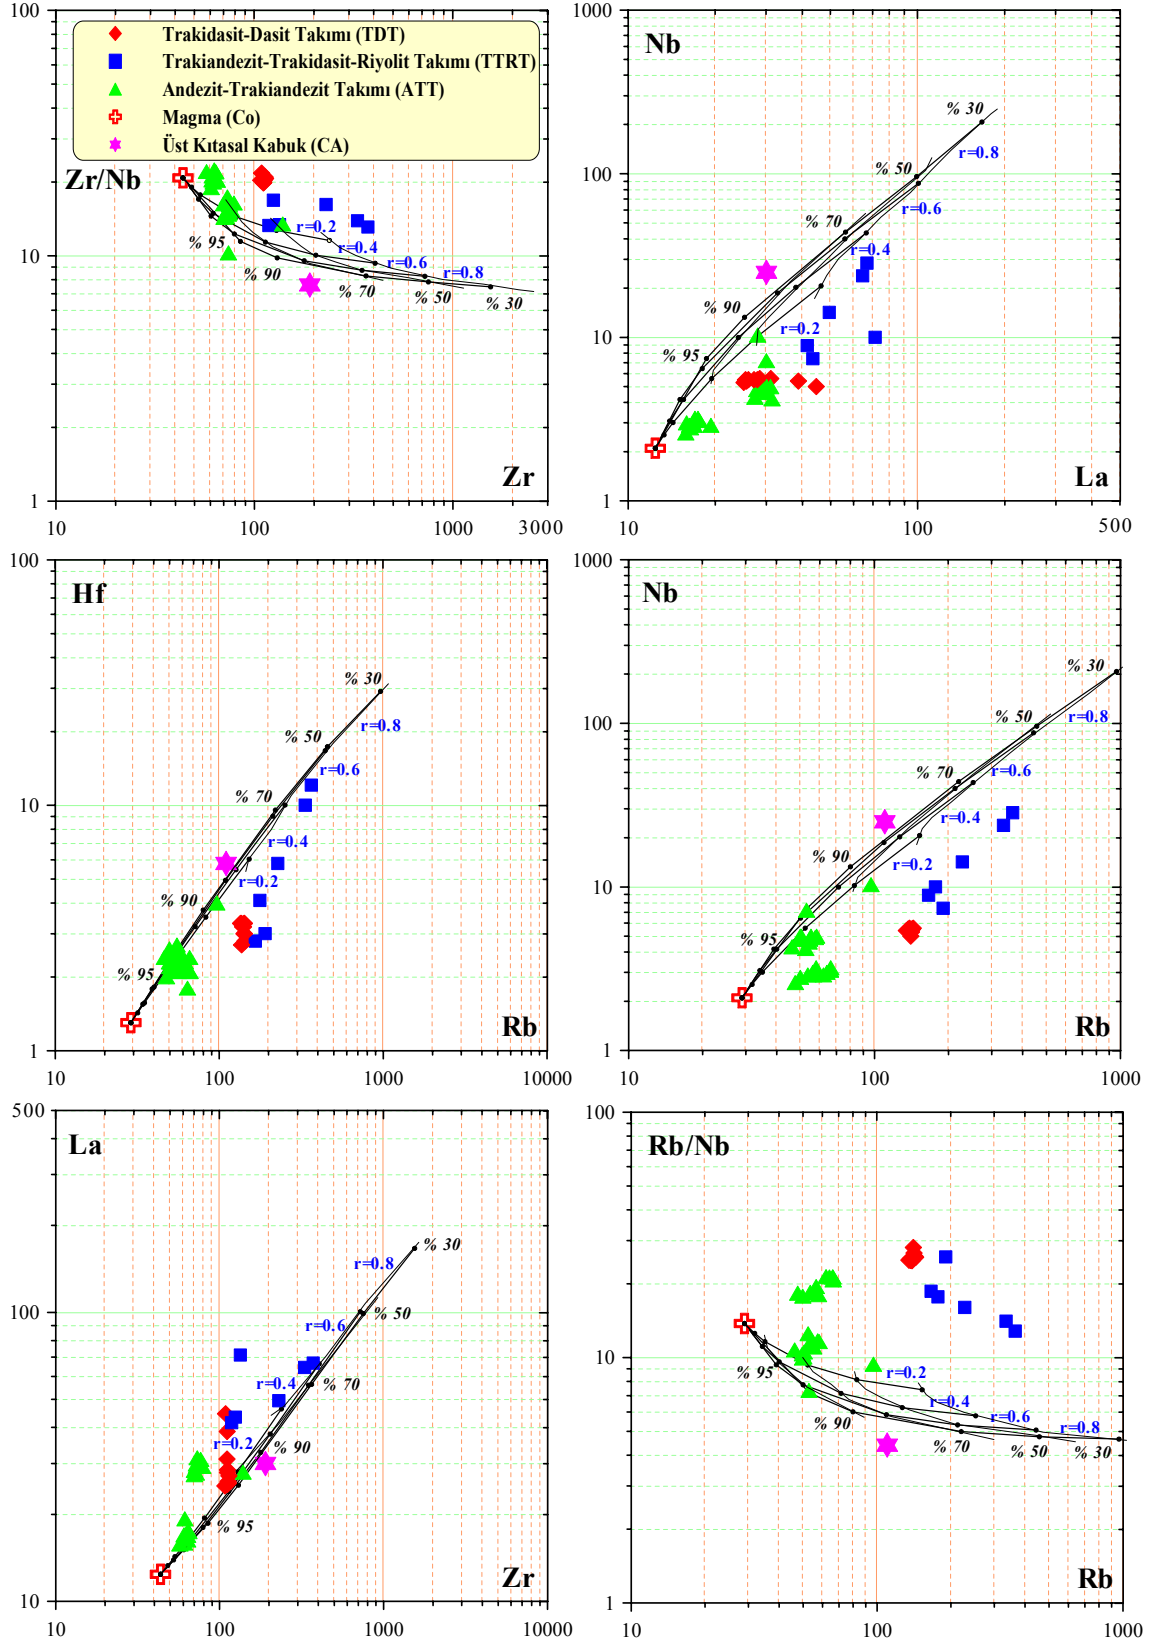 100
Trakidasit-Dasit Takımı (TDT)
Trakiandezit-Trakidasit-Riyolit Takımı (TTRT)
Andezit-Trakiandezit Takımı (ATT)
Magma (Co)
Üst Kıtasal Kabuk (CA)
Zr/Nb
r=0.2
r=0.4
r=0.6
r=0.8
% 95
% 90
% 70
% 50
% 30
10
Zr
1
10
100
1000
3000
1000
Nb
% 30
r=0.8
% 50
r=0.6
% 70
r=0.4
100
% 90
r=0.2
% 95
10
La
1
10
100
500
100
Hf
% 30
r=0.8
% 50
r=0.6
% 70
10
r=0.4
r=0.2
% 90
% 95
Rb
1
10
100
1000
10000
1000
Nb
% 30
r=0.8
% 50
100
% 70
r=0.6
r=0.4
% 90
r=0.2
10
% 95
Rb
1
10
100
1000
500
La
% 30
r=0.8
% 50
r=0.6
100
% 70
r=0.4
% 90
r=0.2
% 95
Zr
10
10
100
1000
10000
100
Rb/Nb
10
% 95
r=0.2
r=0.4
r=0.6
r=0.8
% 90
% 70
% 50
% 30
Rb
1
10
100
1000